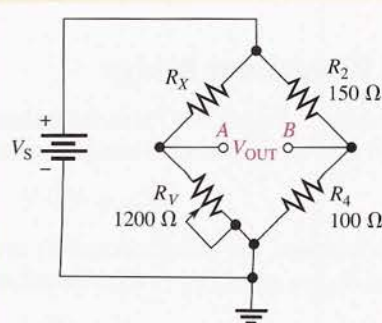 R_X
R_2
150 Ω
A
B
+
V_S
V_OUT
−
R_V
1200 Ω
R_4
100 Ω